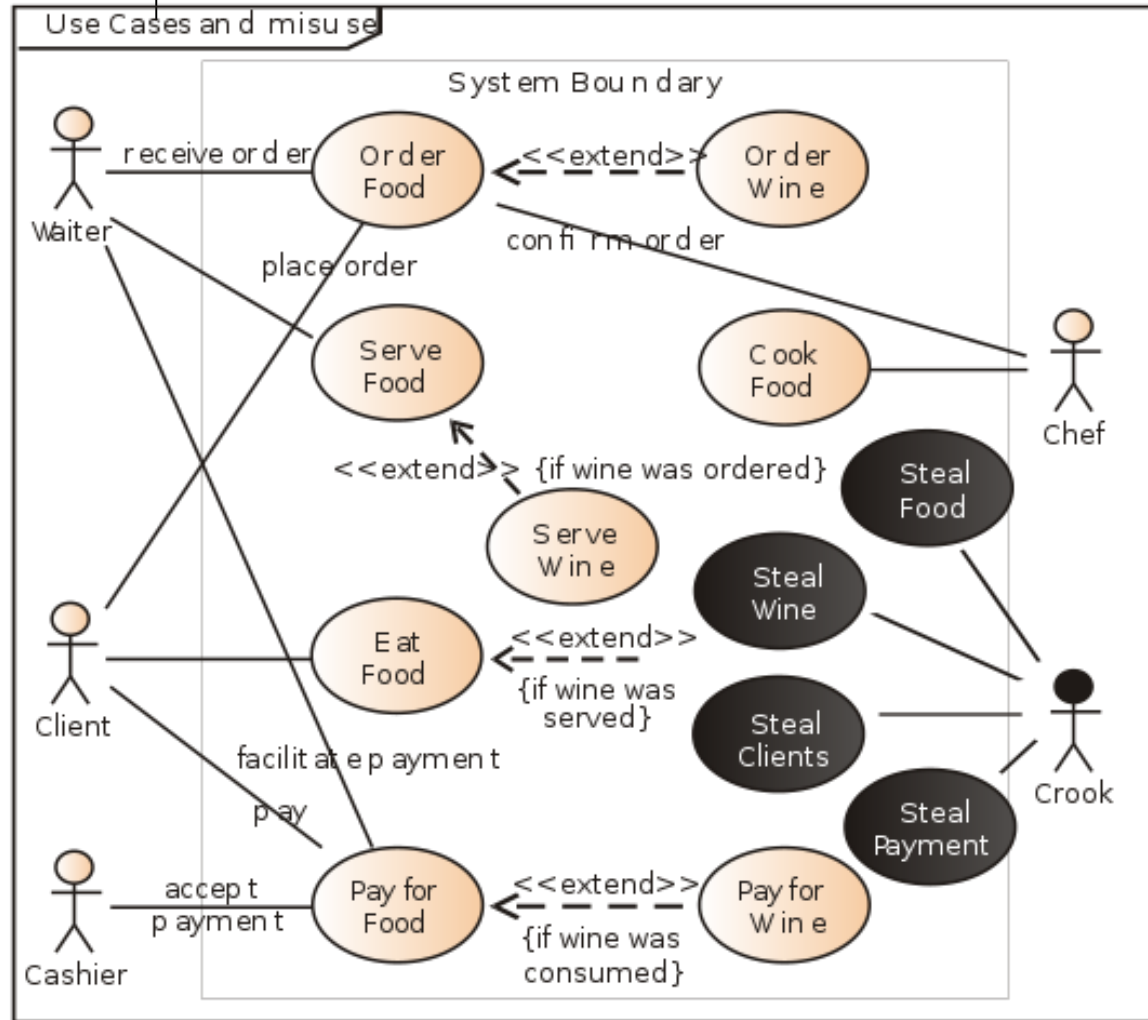 Use Cases and misuse
System Boundary
receive order
Order
Food
<<extend>>
Order
Wine
Waiter
confirm order
place order
Serve
Food
Cook
Food
Chef
<<extend>> {if wine was ordered}
Steal
Food
Serve
Wine
Steal
Wine
Eat
Food
<<extend>>
{if wine was
served}
Client
Steal
Clients
facilitate payment
Crook
pay
Steal
Payment
accept
payment
Pay for
Food
<<extend>>
Pay for
Wine
{if wine was
consumed}
Cashier